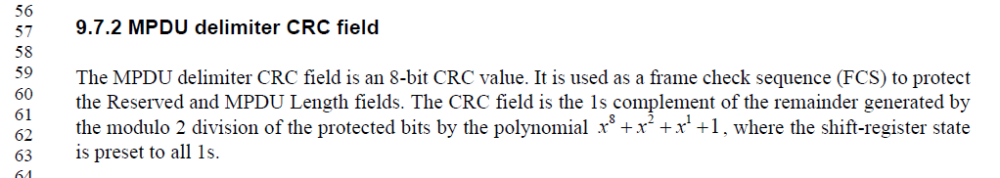 56
57 9.7.2 MPDU delimiter CRC field
58
59 The MPDU delimiter CRC field is an 8-bit CRC value. It is used as a frame check sequence (FCS) to protect
60 the Reserved and MPDU Length fields. The CRC field is the 1s complement of the remainder generated by
61
62 the modulo 2 division of the protected bits by the polynomial x⁸ + x² + x¹ + 1, where the shift-register state
63 is preset to all 1s.
64